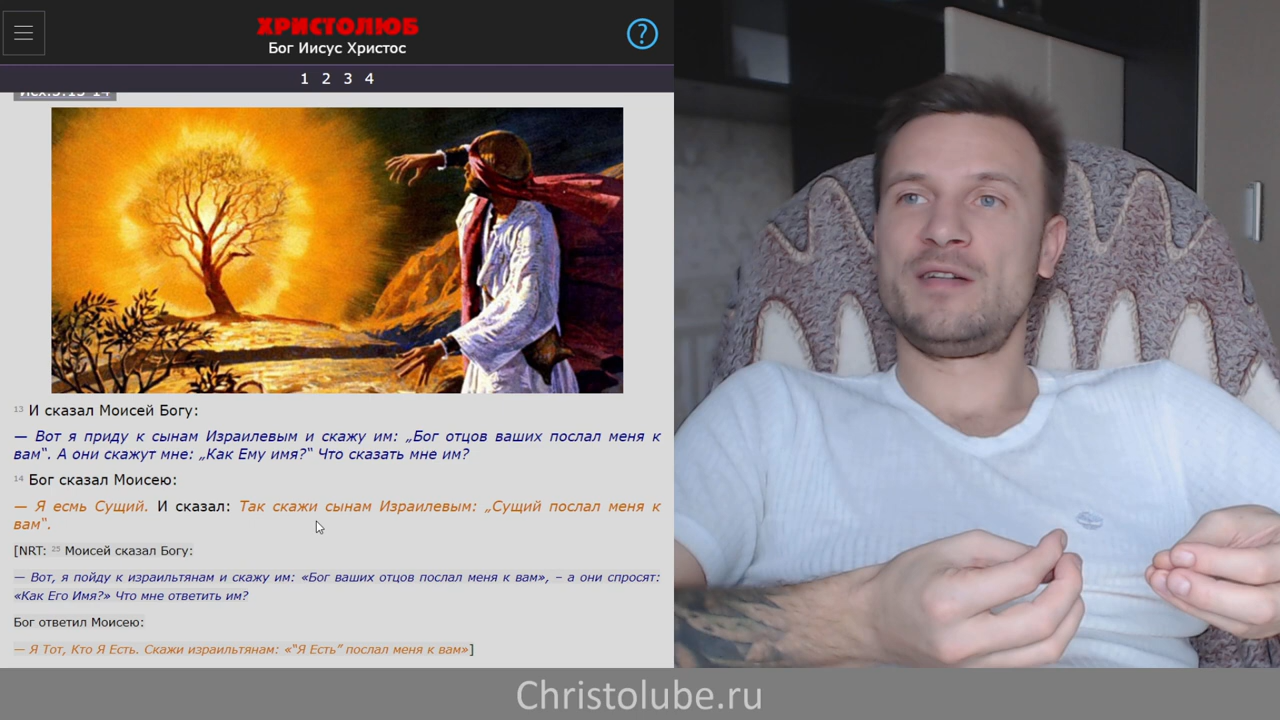 ХРИСТОЛЮБ
Бог Иисус Христос
?
1 2 3 4
Исх.3:13-14
13 И сказал Моисей Богу:
— Вот я приду к сынам Израилевым и скажу им: „Бог отцов ваших послал меня к
вам“. А они скажут мне: „Как Ему имя?“ Что сказать мне им?
14 Бог сказал Моисею:
— Я есмь Сущий. И сказал: Так скажи сынам Израилевым: „Сущий послал меня к
вам“.
[NRT: 25 Моисей сказал Богу:
— Вот, я пойду к израильтянам и скажу им: «Бог ваших отцов послал меня к вам», – а они спросят:
«Как Его Имя?» Что мне ответить им?
Бог ответил Моисею:
— Я Тот, Кто Я Есть. Скажи израильтянам: «“Я Есть” послал меня к вам»]
Christolube.ru